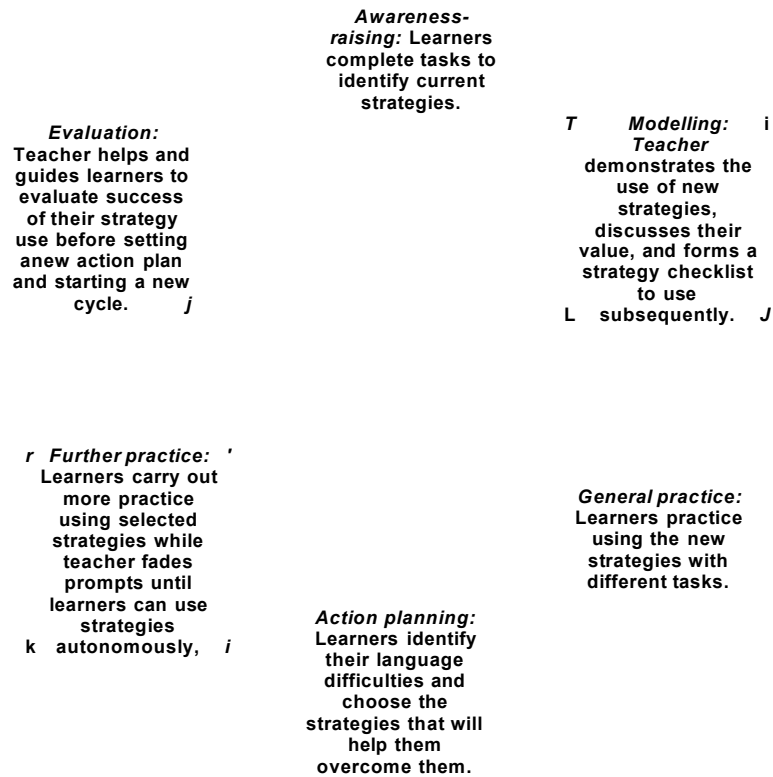 Awareness-
raising: Learners
complete tasks to
identify current
strategies.
T Modelling: i
Teacher
demonstrates the
use of new
strategies,
discusses their
value, and forms a
strategy checklist
to use
L subsequently. J
General practice:
Learners practice
using the new
strategies with
different tasks.
Action planning:
Learners identify
their language
difficulties and
choose the
strategies that will
help them
overcome them.
r Further practice: '
Learners carry out
more practice
using selected
strategies while
teacher fades
prompts until
learners can use
strategies
k autonomously, i
Evaluation:
Teacher helps and
guides learners to
evaluate success
of their strategy
use before setting
anew action plan
and starting a new
cycle. j